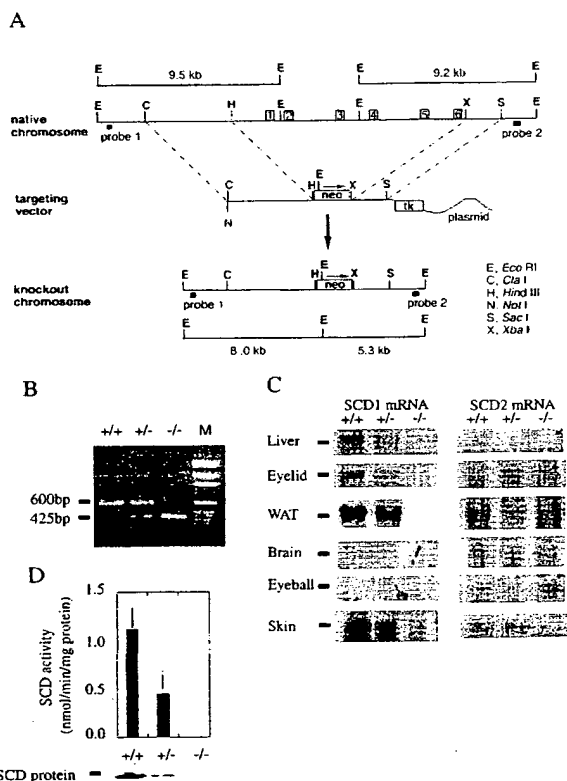 A
E E E E
9.5 kb 9.2 kb
native chromosome
E C H 1 E 2 3 E 4 5 6 X S E
probe 1 probe 2
C H E X S
targeting vector
neo tk plasmid
N
knockout chromosome
E C H E X S E
neo
probe 1 probe 2
E E E
8.0 kb 5.3 kb
E, Eco RI
C, Cla I
H, Hind III
N, Not I
S, Sac I
X, Xba I
B
+/+ +/- -/- M
600bp
425bp
C
SCD1 mRNA SCD2 mRNA
+/+ +/- -/- +/+ +/- -/-
Liver
Eyelid
WAT
Brain
Eyeball
Skin
D
SCD activity
(nmol/min/mg protein)
1.5
1.0
0.5
0.0
+/+ +/- -/-
SCD protein